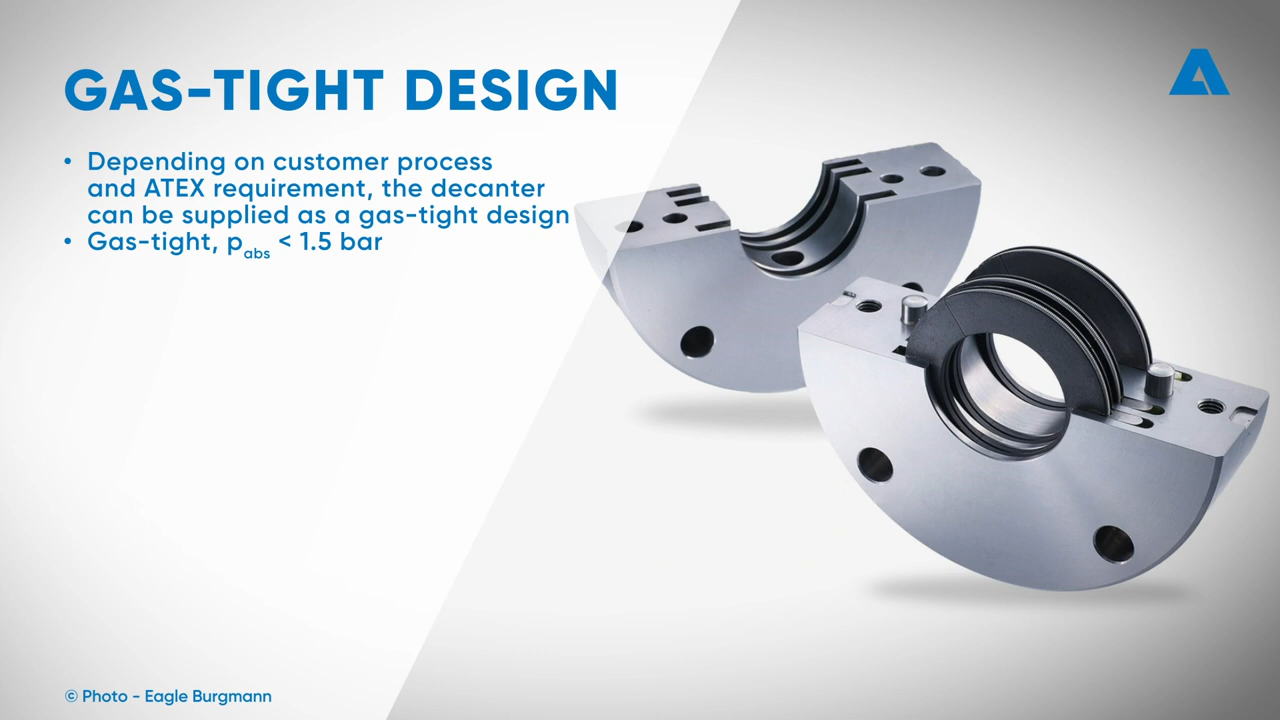 GAS-TIGHT DESIGN
• Depending on customer process
and ATEX requirement, the decanter
can be supplied as a gas-tight design
• Gas-tight, pabs < 1.5 bar
© Photo - Eagle Burgmann